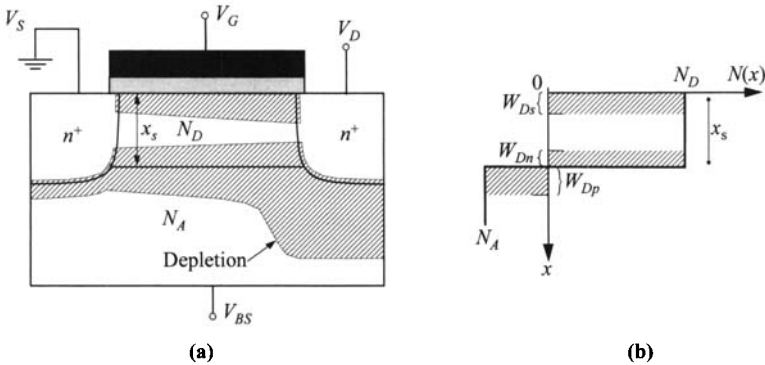 V_S
V_G
V_D
n⁺
x_s
N_D
n⁺
N_A
Depletion
V_BS
(a)
0
N_D
N(x)
W_Ds
x_s
W_Dn
W_Dp
N_A
x
(b)